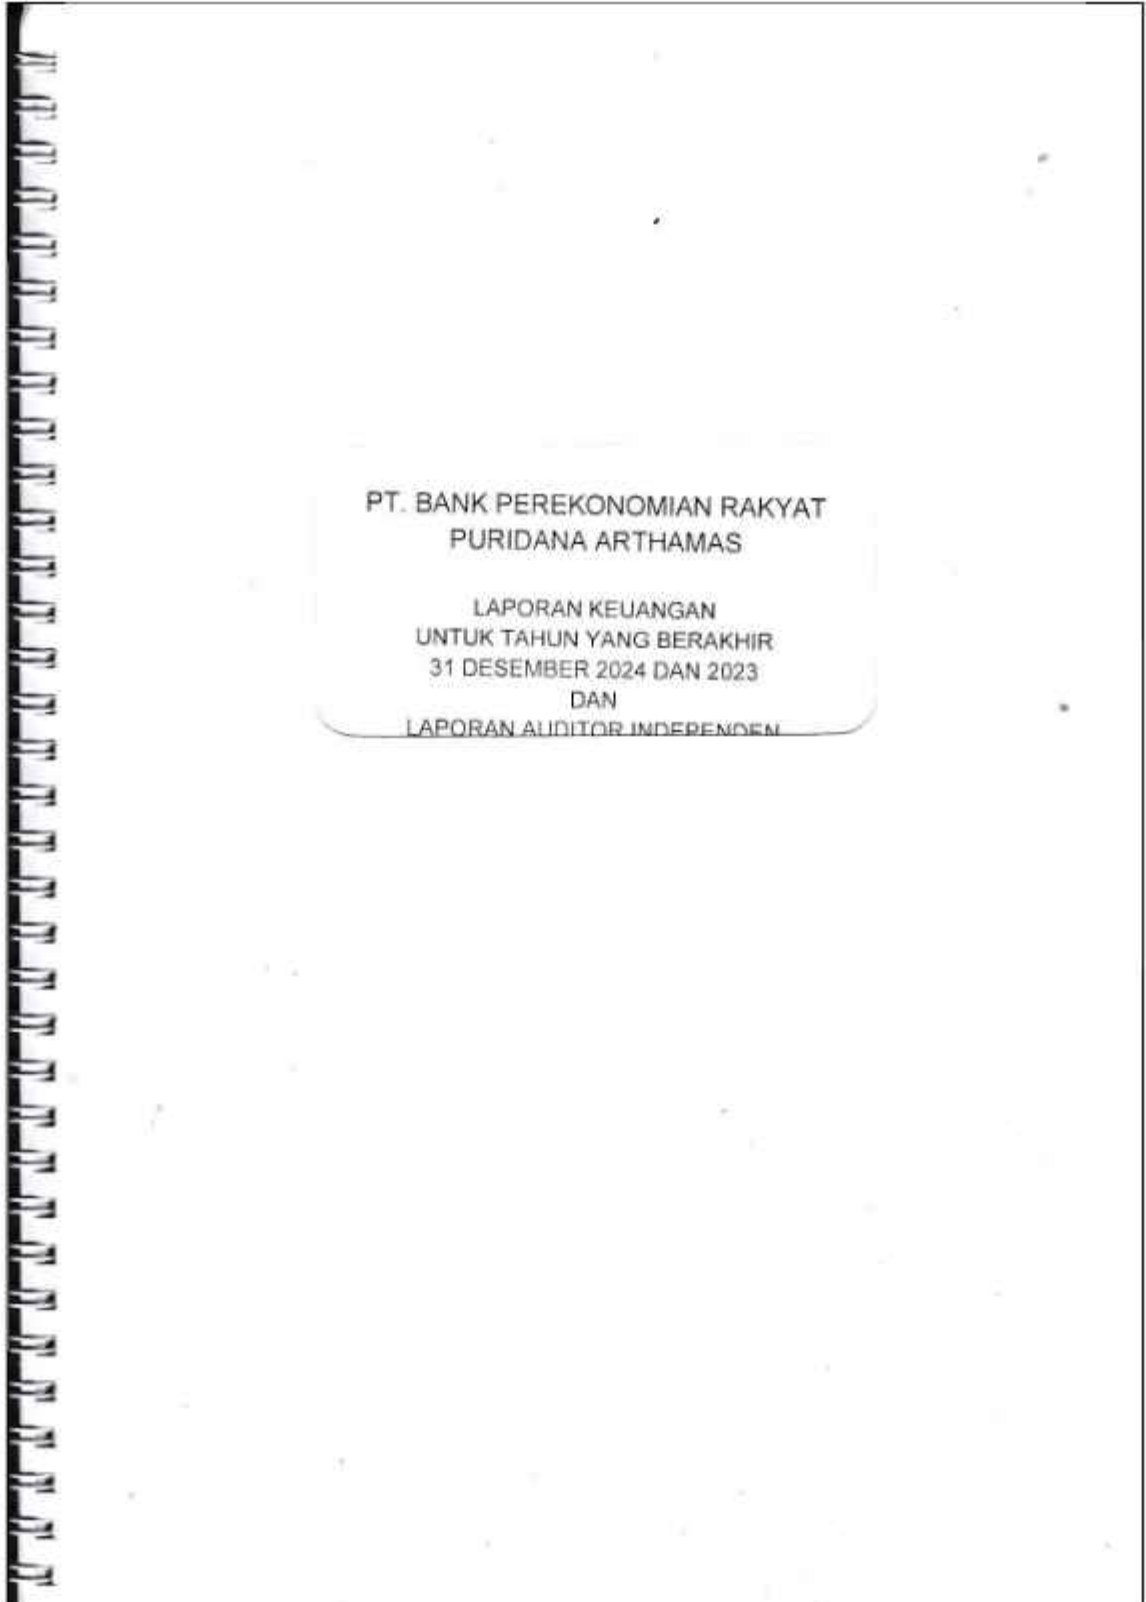 PT. BANK PEREKONOMIAN RAKYAT
PURIDANA ARTHAMAS
LAPORAN KEUANGAN
UNTUK TAHUN YANG BERAKHIR
31 DESEMBER 2024 DAN 2023
DAN
LAPORAN AUDITOR INDEPENDEN